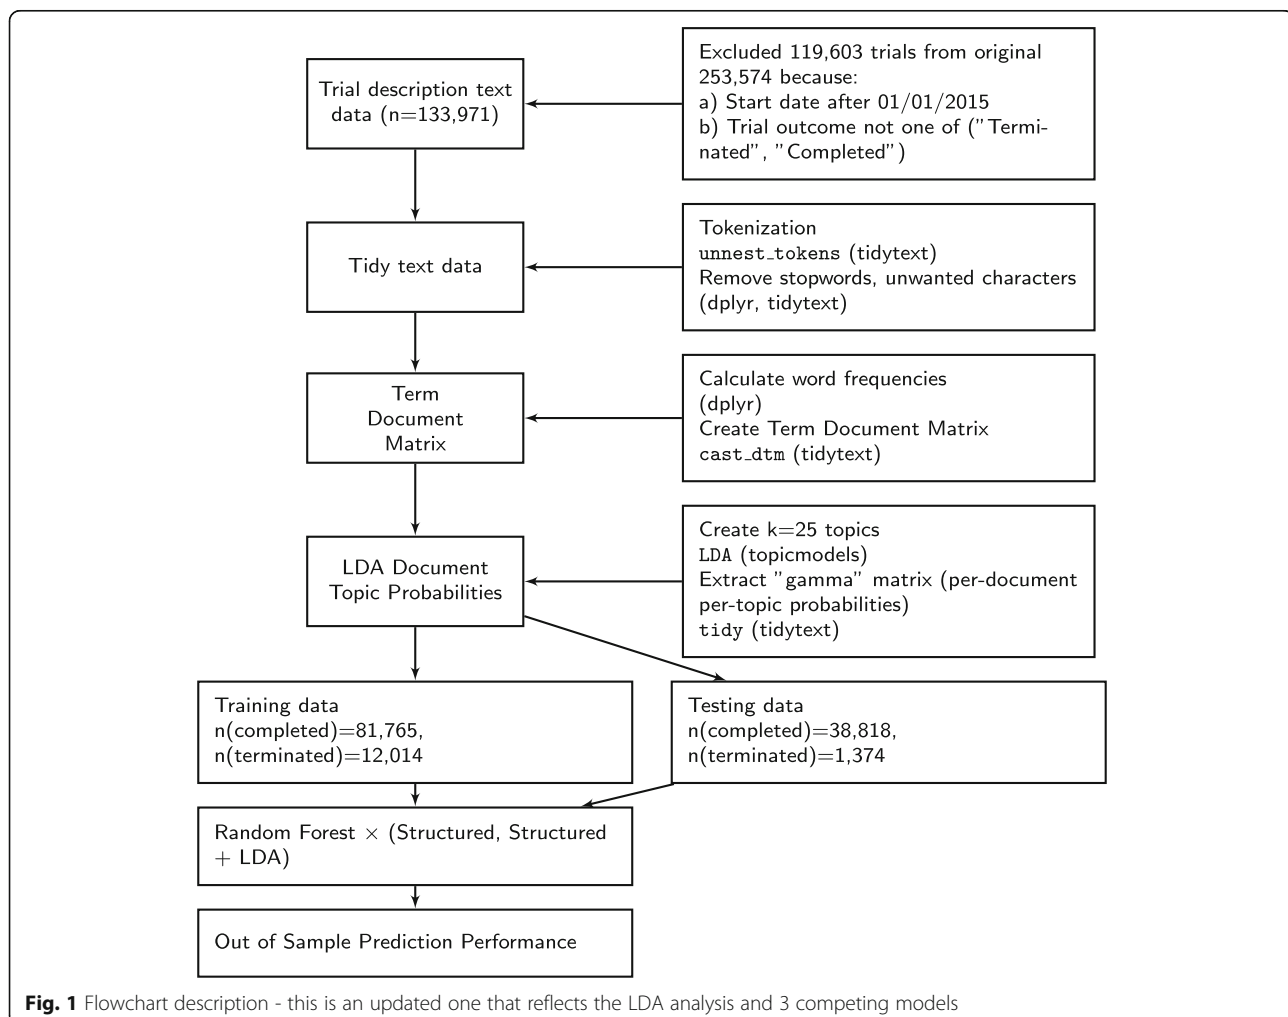 Trial description text
data (n=133,971)
Excluded 119,603 trials from original
253,574 because:
a) Start date after 01/01/2015
b) Trial outcome not one of ("Termi-
nated", "Completed")
Tidy text data
Tokenization
unnest_tokens (tidytext)
Remove stopwords, unwanted characters
(dplyr, tidytext)
Term
Document
Matrix
Calculate word frequencies
(dplyr)
Create Term Document Matrix
cast_dtm (tidytext)
LDA Document
Topic Probabilities
Create k=25 topics
LDA (topicmodels)
Extract "gamma" matrix (per-document
per-topic probabilities)
tidy (tidytext)
Training data
n(completed)=81,765,
n(terminated)=12,014
Testing data
n(completed)=38,818,
n(terminated)=1,374
Random Forest × (Structured, Structured
+ LDA)
Out of Sample Prediction Performance
Fig. 1 Flowchart description - this is an updated one that reflects the LDA analysis and 3 competing models